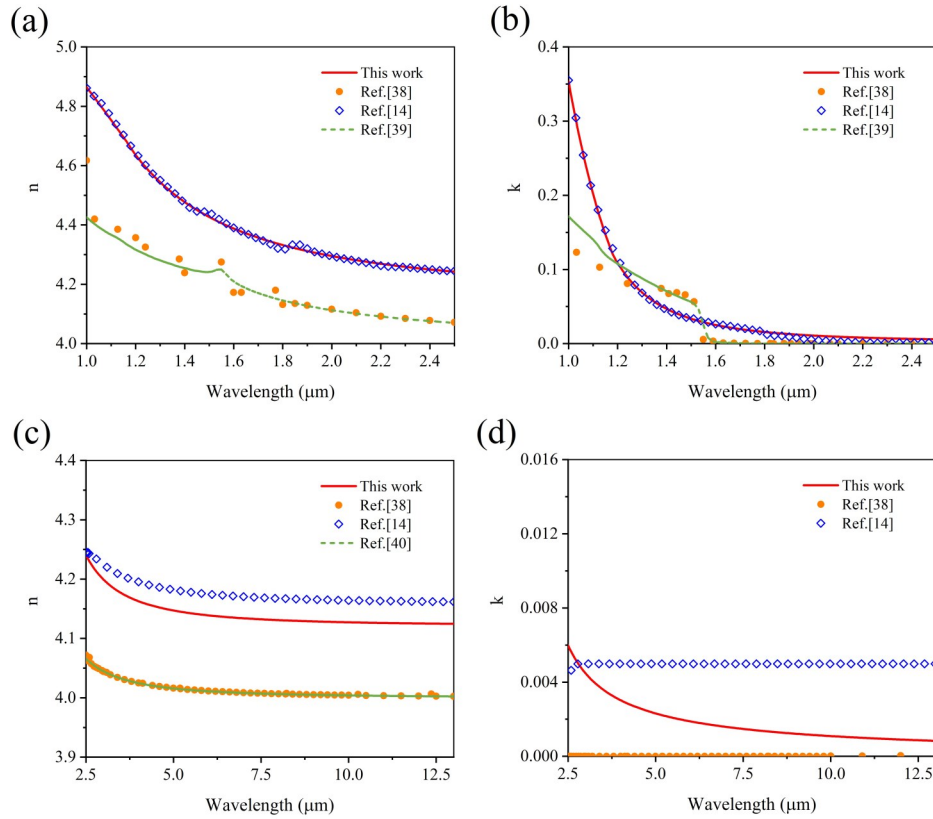 (a)
5.0
4.8
4.6
4.4
4.2
4.0
n
This work
Ref.[38]
Ref.[14]
Ref.[39]
1.0 1.2 1.4 1.6 1.8 2.0 2.2 2.4
Wavelength (μm)
(b)
0.4
0.3
0.2
0.1
0.0
k
This work
Ref.[38]
Ref.[14]
Ref.[39]
1.0 1.2 1.4 1.6 1.8 2.0 2.2 2.4
Wavelength (μm)
(c)
4.4
4.3
4.2
4.1
4.0
3.9
n
This work
Ref.[38]
Ref.[14]
Ref.[40]
2.5 5.0 7.5 10.0 12.5
Wavelength (μm)
(d)
0.016
0.012
0.008
0.004
0.000
k
This work
Ref.[38]
Ref.[14]
2.5 5.0 7.5 10.0 12.5
Wavelength (μm)